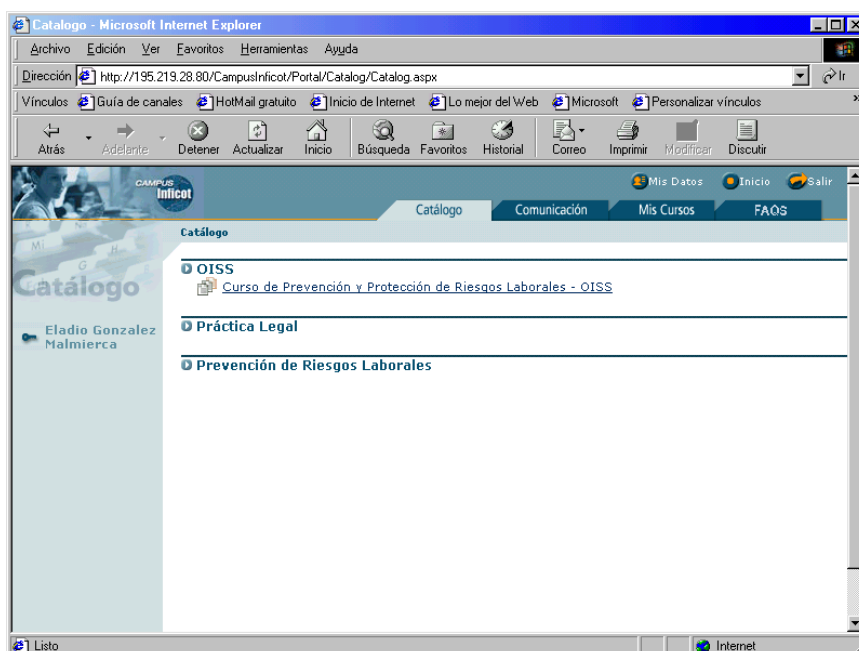 Catalogo - Microsoft Internet Explorer
Archivo Edición Ver Favoritos Herramientas Ayuda
Dirección http://195.219.28.80/CampusInficot/Portal/Catalog/Catalog.aspx Ir
Vínculos Guía de canales HotMail gratuito Inicio de Internet Lo mejor del Web Microsoft Personalizar vínculos
Atrás Adelante Detener Actualizar Inicio Búsqueda Favoritos Historial Correo Imprimir Modificar Discutir
CAMPUS Inficot
Mis Datos Inicio Salir
Catálogo Comunicación Mis Cursos FAQS
Catálogo
Catálogo
Eladio Gonzalez
Malmierca
OISS
Curso de Prevención y Protección de Riesgos Laborales - OISS
Práctica Legal
Prevención de Riesgos Laborales
Listo Internet